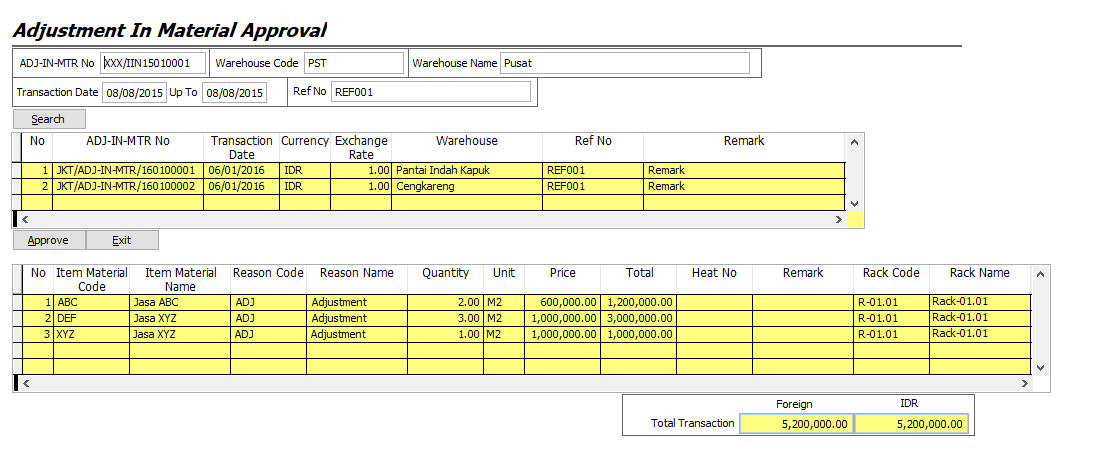 Adjustment In Material Approval
ADJ-IN-MTR No XXX/IIN15010001 Warehouse Code PST Warehouse Name Pusat
Transaction Date 08/08/2015 Up To 08/08/2015 Ref No REF001
Search
No ADJ-IN-MTR No Transaction Date Currency Exchange Rate Warehouse Ref No Remark
1 JKT/ADJ-IN-MTR/160100001 06/01/2016 IDR 1.00 Pantai Indah Kapuk REF001 Remark
2 JKT/ADJ-IN-MTR/160100002 06/01/2016 IDR 1.00 Cengkareng REF001 Remark
Approve Exit
No Item Material Code Item Material Name Reason Code Reason Name Quantity Unit Price Total Heat No Remark Rack Code Rack Name
1 ABC Jasa ABC ADJ Adjustment 2.00 M2 600,000.00 1,200,000.00 R-01.01 Rack-01.01
2 DEF Jasa XYZ ADJ Adjustment 3.00 M2 1,000,000.00 3,000,000.00 R-01.01 Rack-01.01
3 XYZ Jasa XYZ ADJ Adjustment 1.00 M2 1,000,000.00 1,000,000.00 R-01.01 Rack-01.01
Foreign IDR
Total Transaction 5,200,000.00 5,200,000.00